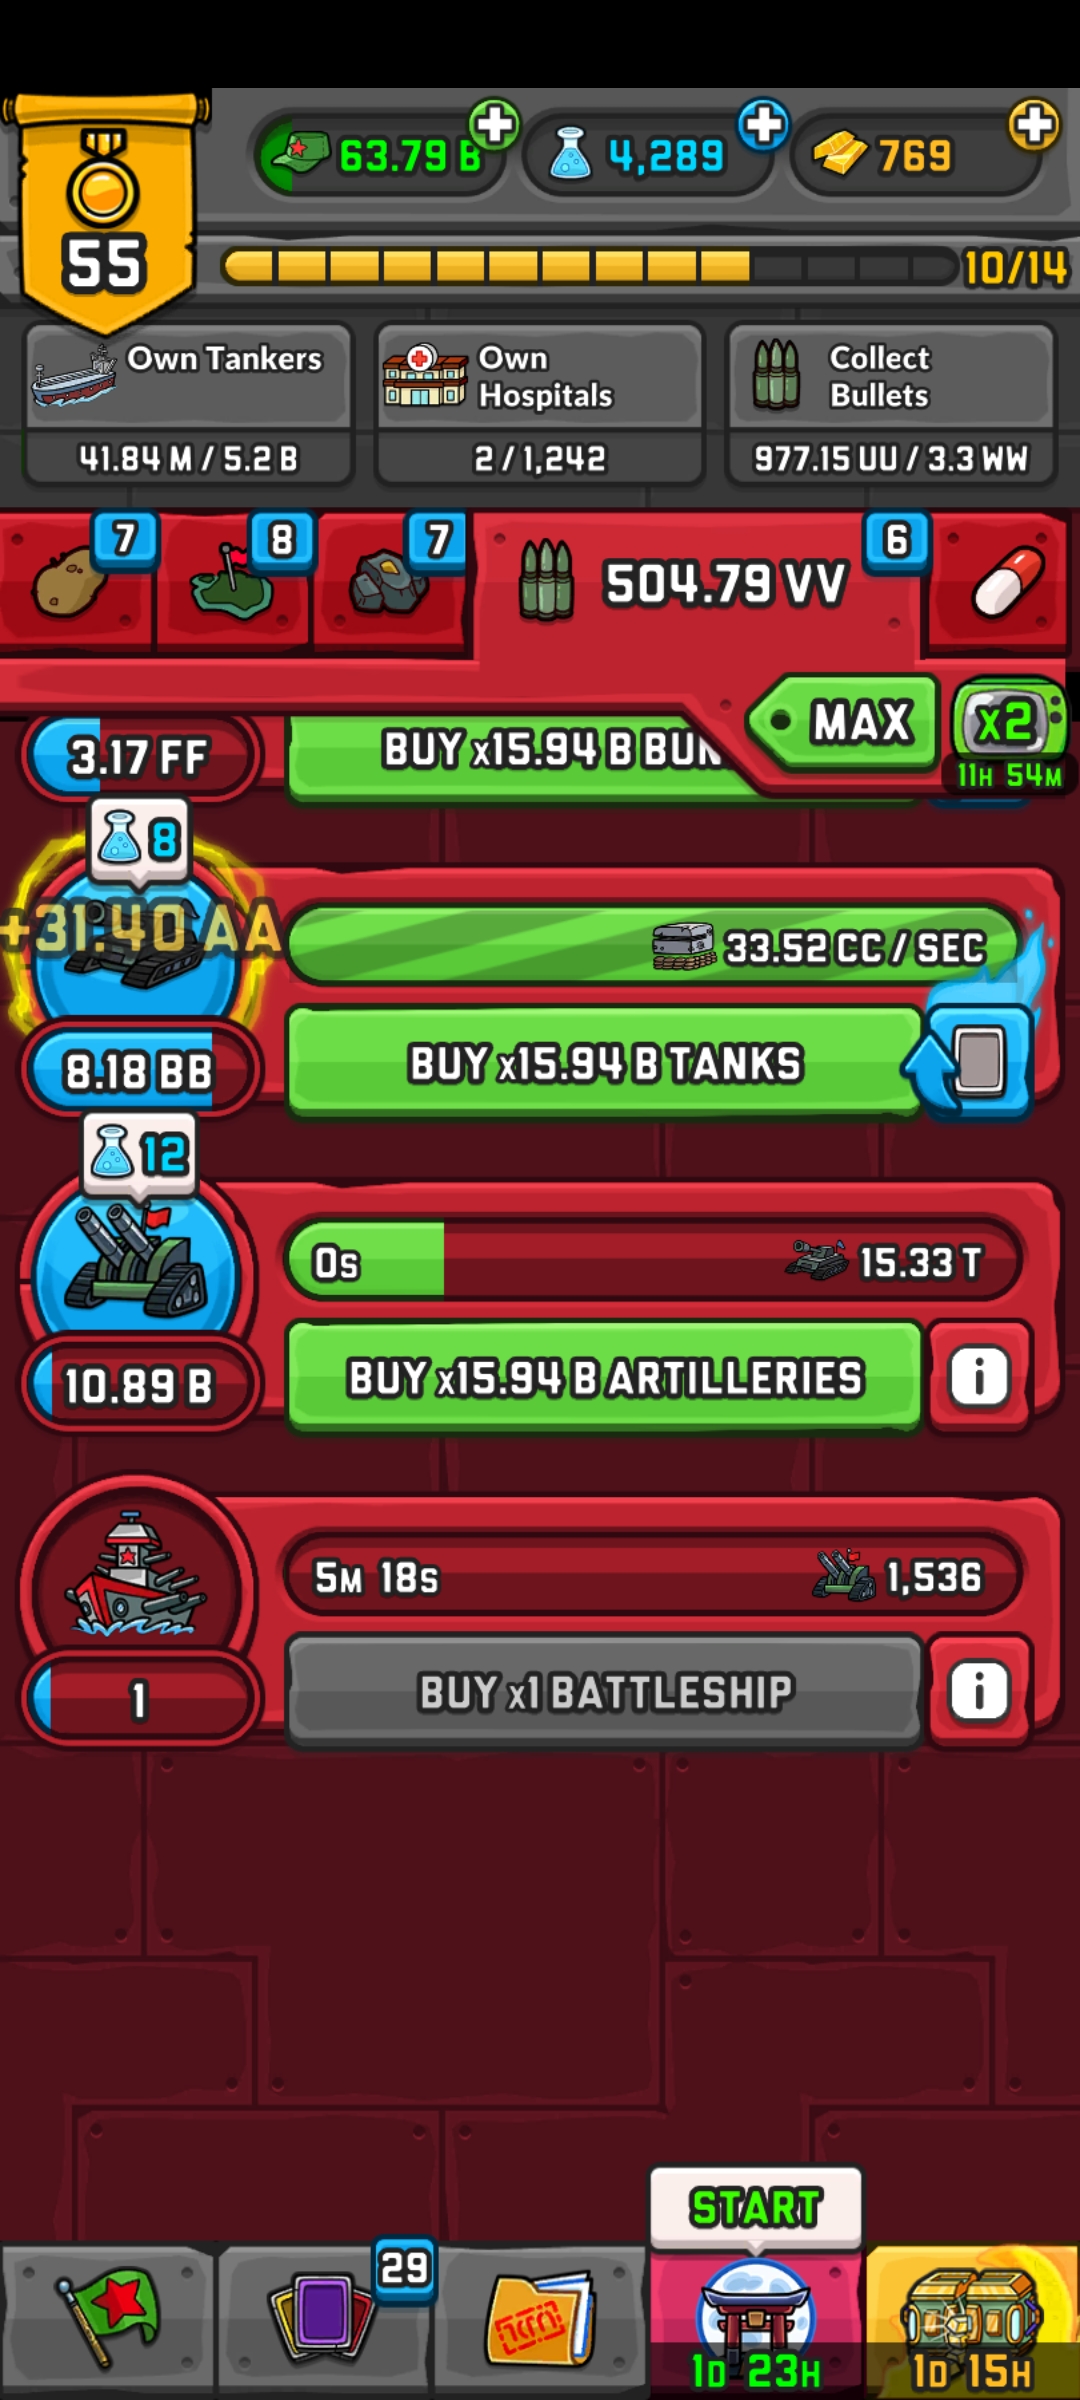 63.79 B
4,289
769
55
10/14
Own Tankers
41.84 M / 5.2 B
Own
Hospitals
2 / 1,242
Collect
Bullets
977.15 UU / 3.3 WW
7
8
7
504.79 VV
6
MAX
x2
11H 54M
3.17 FF
BUY x15.94 B BUN
8
+31.40 AA
33.52 CC / SEC
8.18 BB
BUY x15.94 B TANKS
12
0s
15.33 T
10.89 B
BUY x15.94 B ARTILLERIES
i
5M 18s
1,536
1
BUY x1 BATTLESHIP
i
START
29
1D 23H
1D 15H